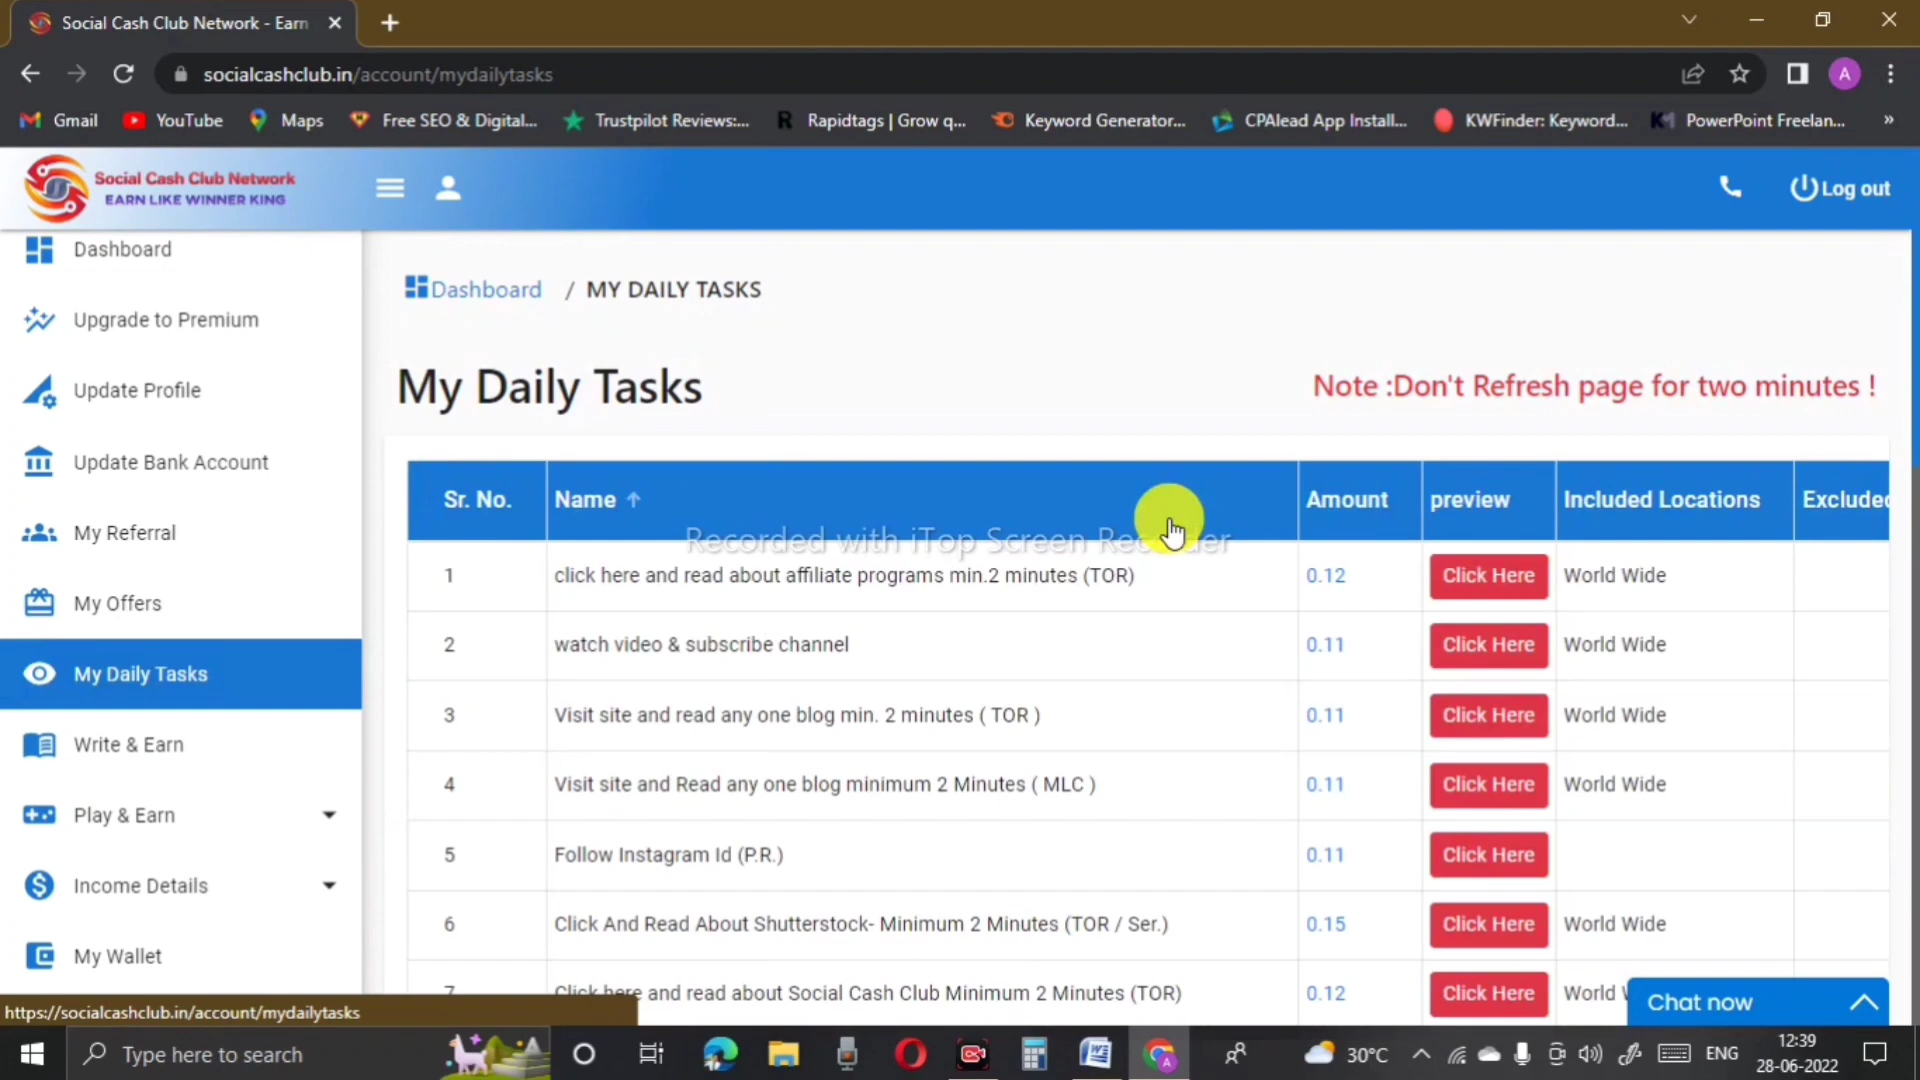 Social Cash Club Network - Earn
socialcashclub.in/account/mydailytasks
Gmail YouTube Maps Free SEO & Digital... Trustpilot Reviews:... Rapidtags | Grow q... Keyword Generator... CPAlead App Install... KWFinder: Keyword... PowerPoint Freelan... »
Social Cash Club Network
EARN LIKE WINNER KING
Log out
Dashboard
Upgrade to Premium
Update Profile
Update Bank Account
My Referral
My Offers
My Daily Tasks
Write & Earn
Play & Earn
Income Details
My Wallet
https://socialcashclub.in/account/mydailytasks
Dashboard / MY DAILY TASKS
My Daily Tasks
Note :Don't Refresh page for two minutes !
Sr. No. Name Amount preview Included Locations Excluded
Recorded with iTop Screen Recorder
1 click here and read about affiliate programs min.2 minutes (TOR) 0.12 Click Here World Wide
2 watch video & subscribe channel 0.11 Click Here World Wide
3 Visit site and read any one blog min. 2 minutes ( TOR ) 0.11 Click Here World Wide
4 Visit site and Read any one blog minimum 2 Minutes ( MLC ) 0.11 Click Here World Wide
5 Follow Instagram Id (P.R.) 0.11 Click Here
6 Click And Read About Shutterstock- Minimum 2 Minutes (TOR / Ser.) 0.15 Click Here World Wide
7 Click here and read about Social Cash Club Minimum 2 Minutes (TOR) 0.12 Click Here World
Chat now
Type here to search
30°C
ENG
12:39
28-06-2022
A